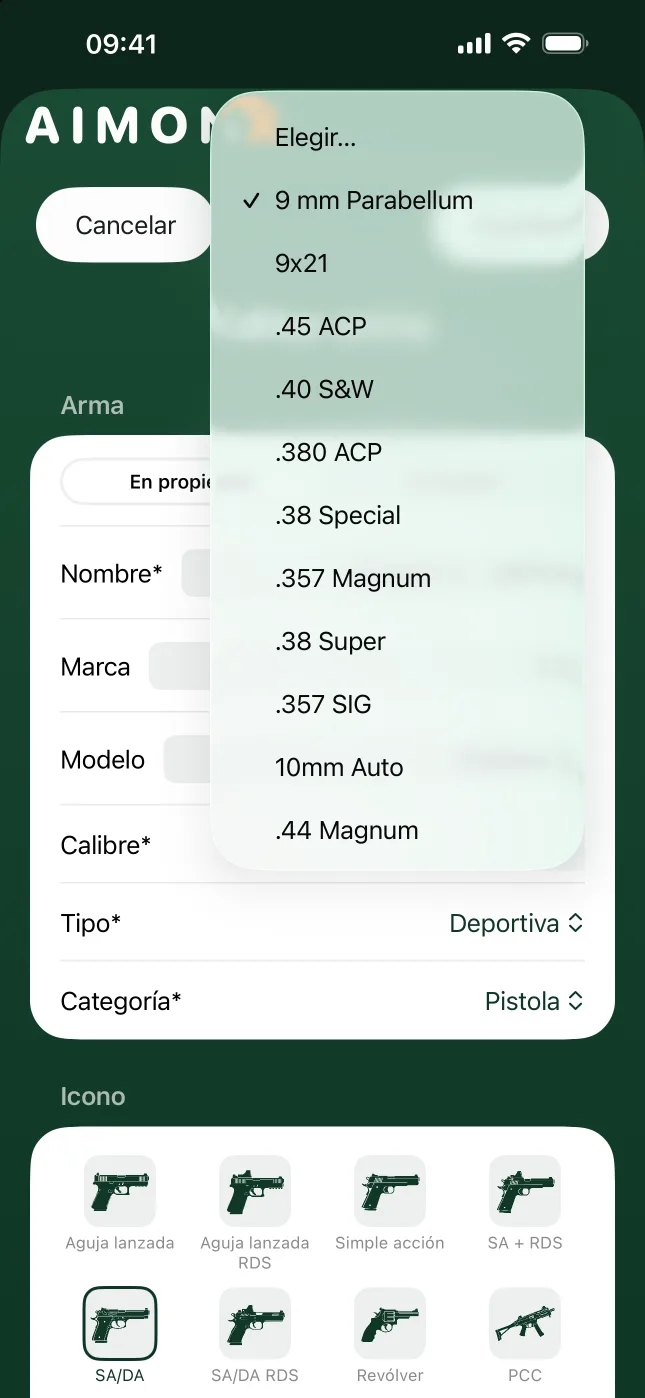 09:41
AIMON
Cancelar
Elegir...
✓ 9 mm Parabellum
9x21
.45 ACP
.40 S&W
.380 ACP
.38 Special
.357 Magnum
.38 Super
.357 SIG
10mm Auto
.44 Magnum
Arma
En propie
Nombre*
Marca
Modelo
Calibre*
Tipo*
Deportiva
Categoría*
Pistola
Icono
Aguja lanzada
Aguja lanzada
RDS
Simple acción
SA + RDS
SA/DA
SA/DA RDS
Revólver
PCC